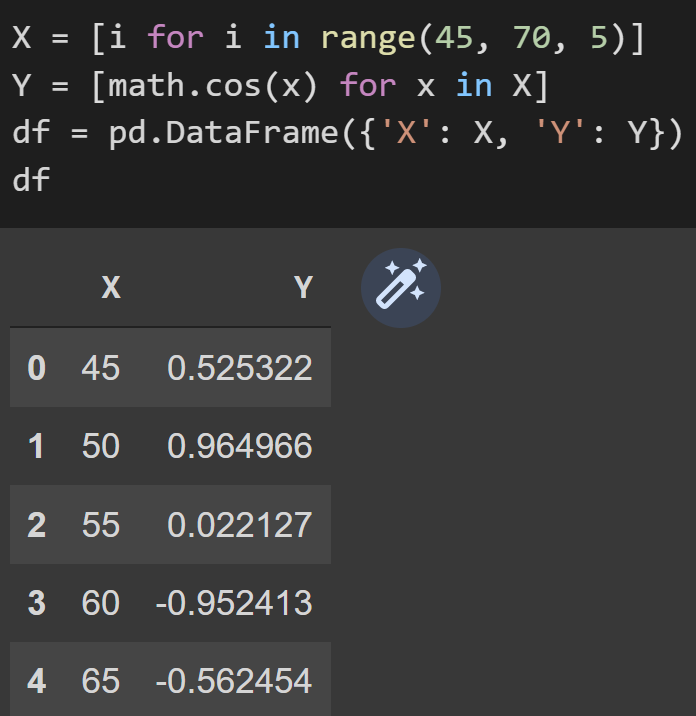 X = [i for i in range(45, 70, 5)]
Y = [math.cos(x) for x in X]
df = pd.DataFrame({'X': X, 'Y': Y})
df
X Y
0 45 0.525322
1 50 0.964966
2 55 0.022127
3 60 -0.952413
4 65 -0.562454